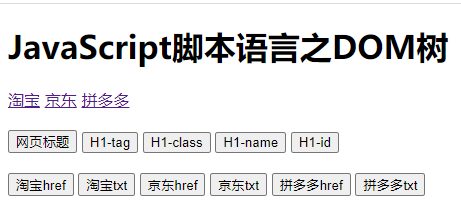 JavaScript脚本语言之DOM树
淘宝 京东 拼多多
网页标题 H1-tag H1-class H1-name H1-id
淘宝href 淘宝txt 京东href 京东txt 拼多多href 拼多多txt